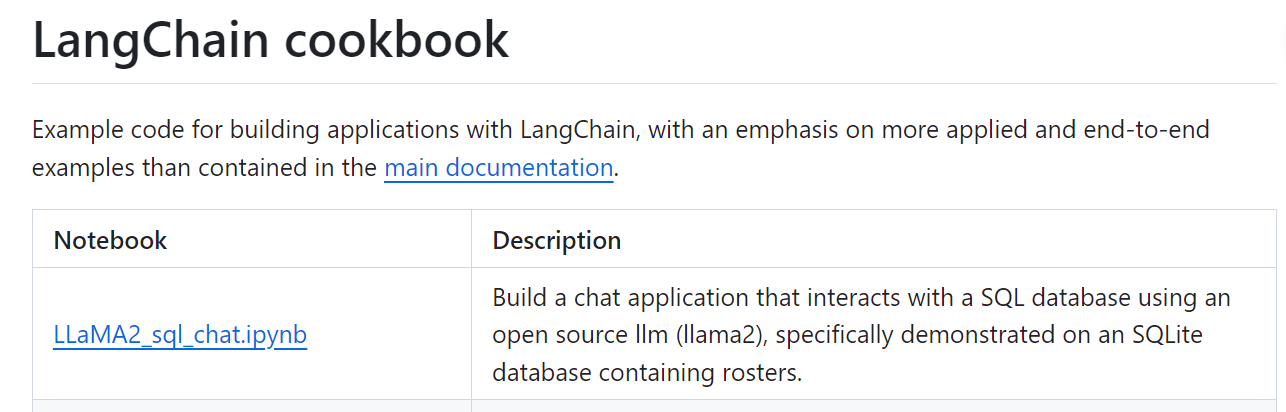 LangChain cookbook
Example code for building applications with LangChain, with an emphasis on more applied and end-to-end
examples than contained in the main documentation.
Notebook
Description
LLaMA2_sql_chat.ipynb
Build a chat application that interacts with a SQL database using an
open source llm (llama2), specifically demonstrated on an SQLite
database containing rosters.